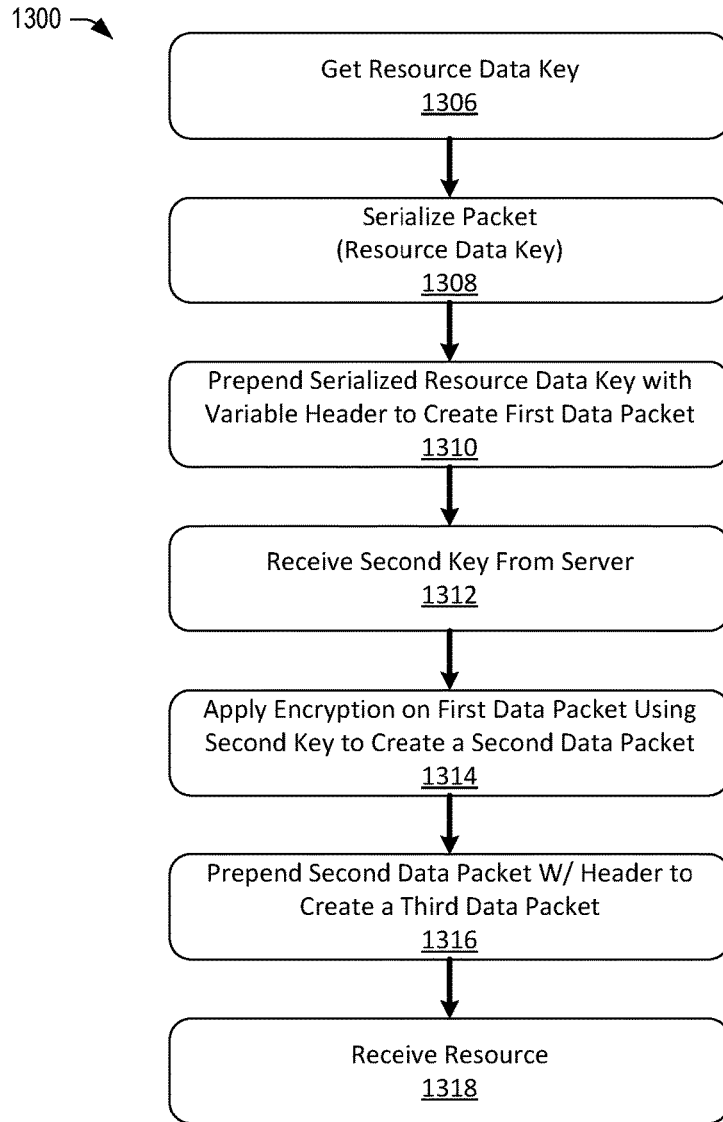 1300
Get Resource Data Key
1306
Serialize Packet
(Resource Data Key)
1308
Prepend Serialized Resource Data Key with
Variable Header to Create First Data Packet
1310
Receive Second Key From Server
1312
Apply Encryption on First Data Packet Using
Second Key to Create a Second Data Packet
1314
Prepend Second Data Packet W/ Header to
Create a Third Data Packet
1316
Receive Resource
1318